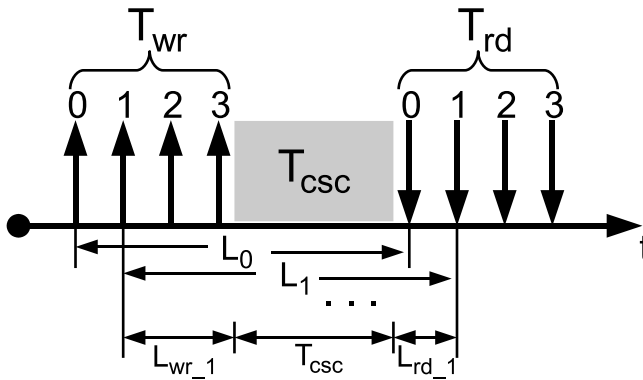 T_wr T_rd
0 1 2 3 0 1 2 3
T_csc
t
L_0
L_1
. . .
L_wr_1 T_csc L_rd_1